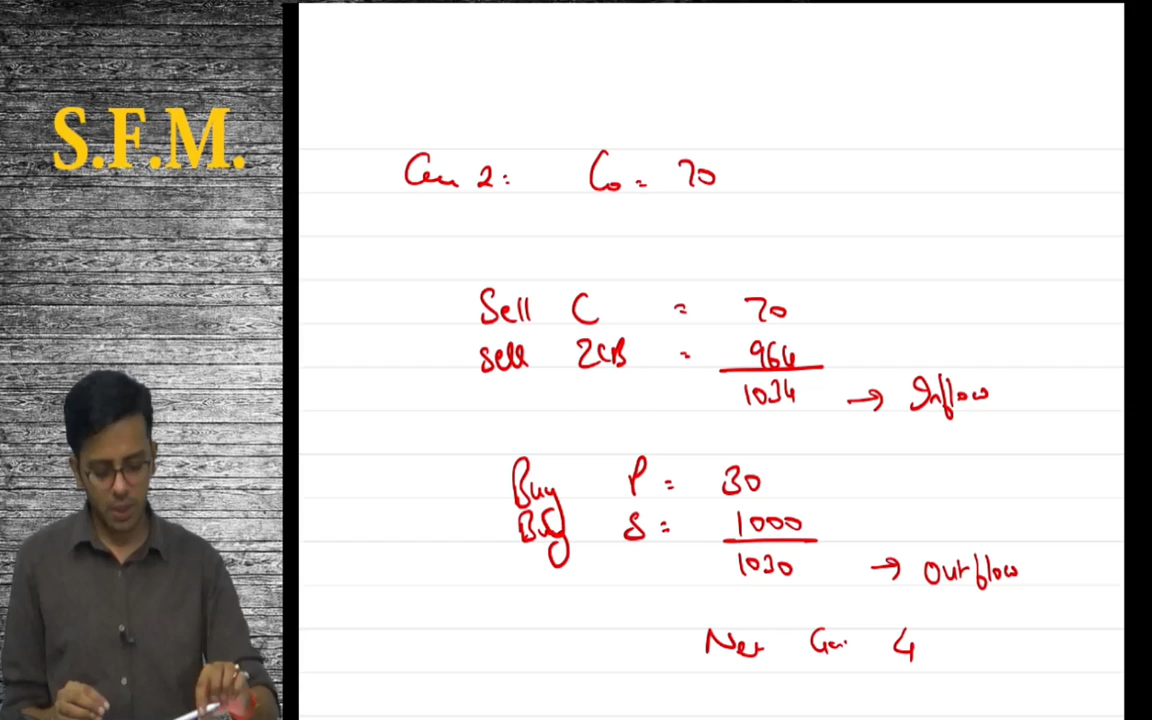 S.F.M.
Case 2: C₀ = 70
Sell C = 70
Sell ZCB = 964
1034 → Inflow
Buy P = 30
Buy S = 1000
1030 → Outflow
Net Gain 4